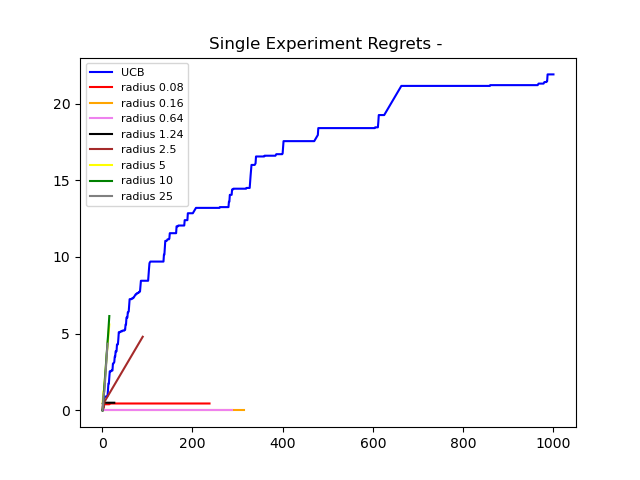 Single Experiment Regrets -
UCB
radius 0.08
radius 0.16
radius 0.64
radius 1.24
radius 2.5
radius 5
radius 10
radius 25
20
15
10
5
0
0 200 400 600 800 1000